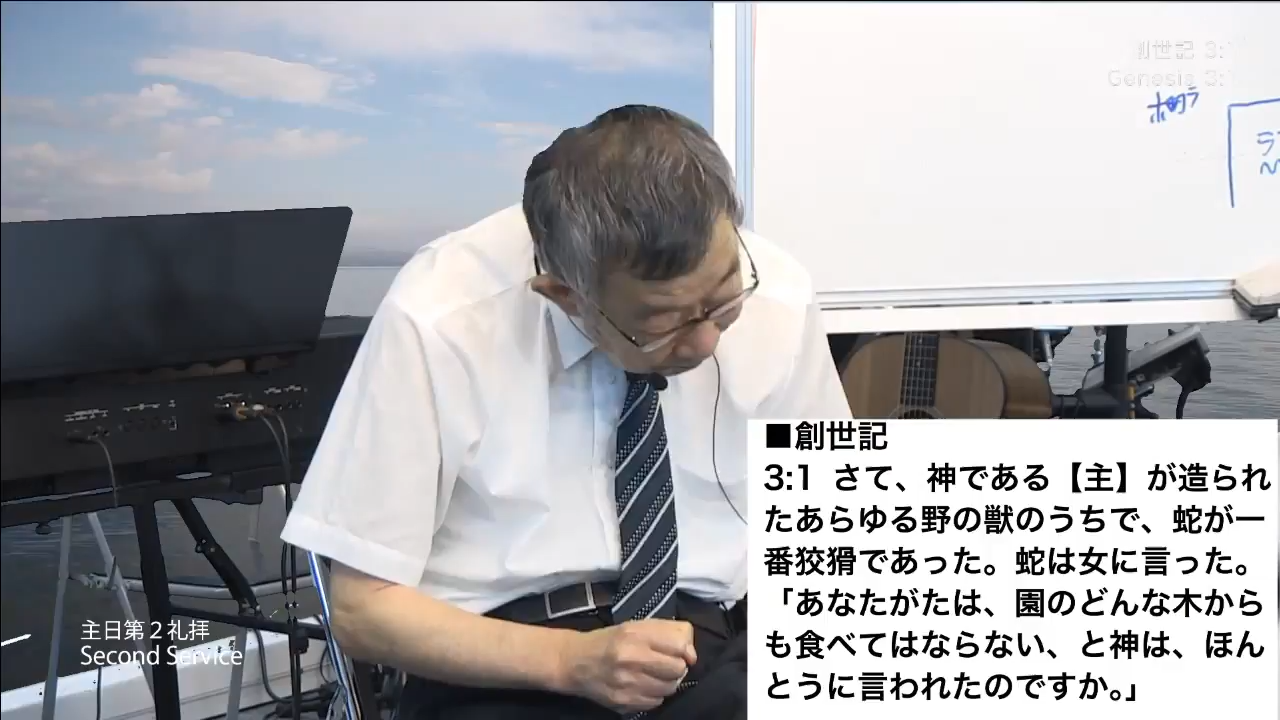 創世記 3:1
Genesis 3:1
■創世記
3:1 さて、神である【主】が造られ
たあらゆる野の獣のうちで、蛇が一
番狡猾であった。蛇は女に言った。
「あなたがたは、園のどんな木から
も食べてはならない、と神は、ほん
とうに言われたのですか。」
主日第2礼拝
Second Service